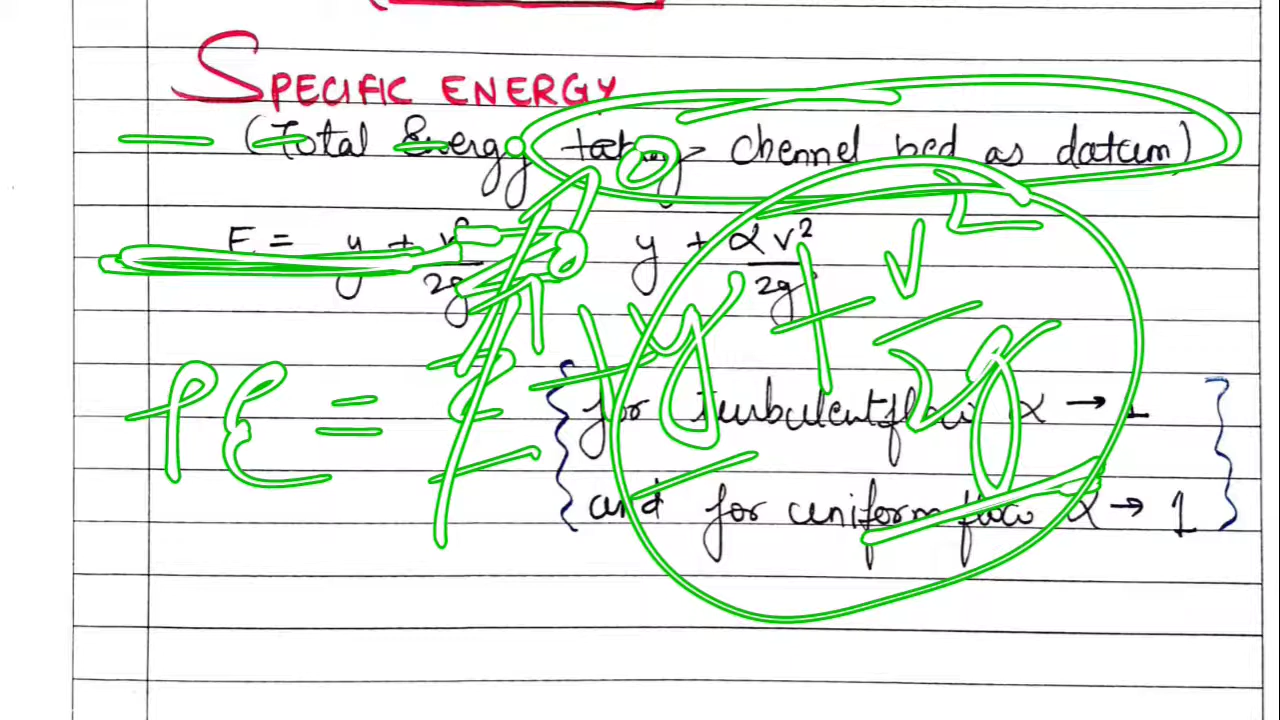 SPECIFIC ENERGY
(Total Energy taking channel bed as datum)
E = y + v²/2g y + αv²/2g
TE = z + y + v²/2g
{for turbulent flow α → 1
and for uniform flow α → 1}